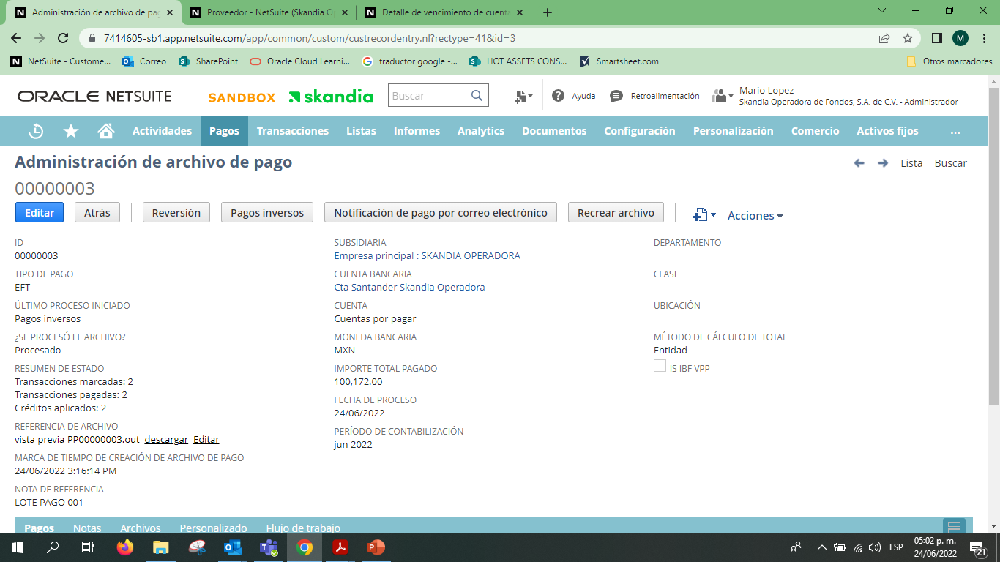 Administración de archivo de pag
Proveedor - NetSuite (Skandia O
Detalle de vencimiento de cuent
7414605-sb1.app.netsuite.com/app/common/custom/custrecordentry.nl?rectype=41&id=3
M
NetSuite - Custome...
Correo
SharePoint
Oracle Cloud Learni...
traductor google -...
HOT ASSETS CONS...
Smartsheet.com
Otros marcadores
ORACLE NETSUITE
SANDBOX
skandia
Buscar
Ayuda
Retroalimentación
Mario Lopez
Skandia Operadora de Fondos, S.A. de C.V. - Administrador
Actividades
Pagos
Transacciones
Listas
Informes
Analytics
Documentos
Configuración
Personalización
Comercio
Activos fijos
...
Administración de archivo de pago
Lista
Buscar
00000003
Editar
Atrás
Reversión
Pagos inversos
Notificación de pago por correo electrónico
Recrear archivo
Acciones
ID
00000003
TIPO DE PAGO
EFT
ÚLTIMO PROCESO INICIADO
Pagos inversos
¿SE PROCESÓ EL ARCHIVO?
Procesado
RESUMEN DE ESTADO
Transacciones marcadas: 2
Transacciones pagadas: 2
Créditos aplicados: 2
REFERENCIA DE ARCHIVO
vista previa PP00000003.out descargar Editar
MARCA DE TIEMPO DE CREACIÓN DE ARCHIVO DE PAGO
24/06/2022 3:16:14 PM
NOTA DE REFERENCIA
LOTE PAGO 001
SUBSIDIARIA
Empresa principal : SKANDIA OPERADORA
CUENTA BANCARIA
Cta Santander Skandia Operadora
CUENTA
Cuentas por pagar
MONEDA BANCARIA
MXN
IMPORTE TOTAL PAGADO
100,172.00
FECHA DE PROCESO
24/06/2022
PERÍODO DE CONTABILIZACIÓN
jun 2022
DEPARTAMENTO
CLASE
UBICACIÓN
MÉTODO DE CÁLCULO DE TOTAL
Entidad
IS IBF VPP
Pagos
Notas
Archivos
Personalizado
Flujo de trabajo
ESP
05:02 p. m.
24/06/2022
21